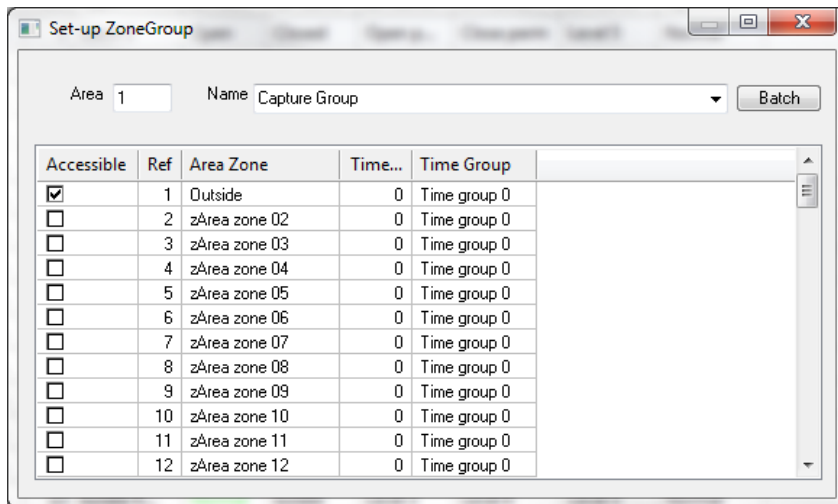 Set-up ZoneGroup
Area 1 Name Capture Group Batch
Accessible Ref Area Zone Time... Time Group
1 Outside 0 Time group 0
2 zArea zone 02 0 Time group 0
3 zArea zone 03 0 Time group 0
4 zArea zone 04 0 Time group 0
5 zArea zone 05 0 Time group 0
6 zArea zone 06 0 Time group 0
7 zArea zone 07 0 Time group 0
8 zArea zone 08 0 Time group 0
9 zArea zone 09 0 Time group 0
10 zArea zone 10 0 Time group 0
11 zArea zone 11 0 Time group 0
12 zArea zone 12 0 Time group 0